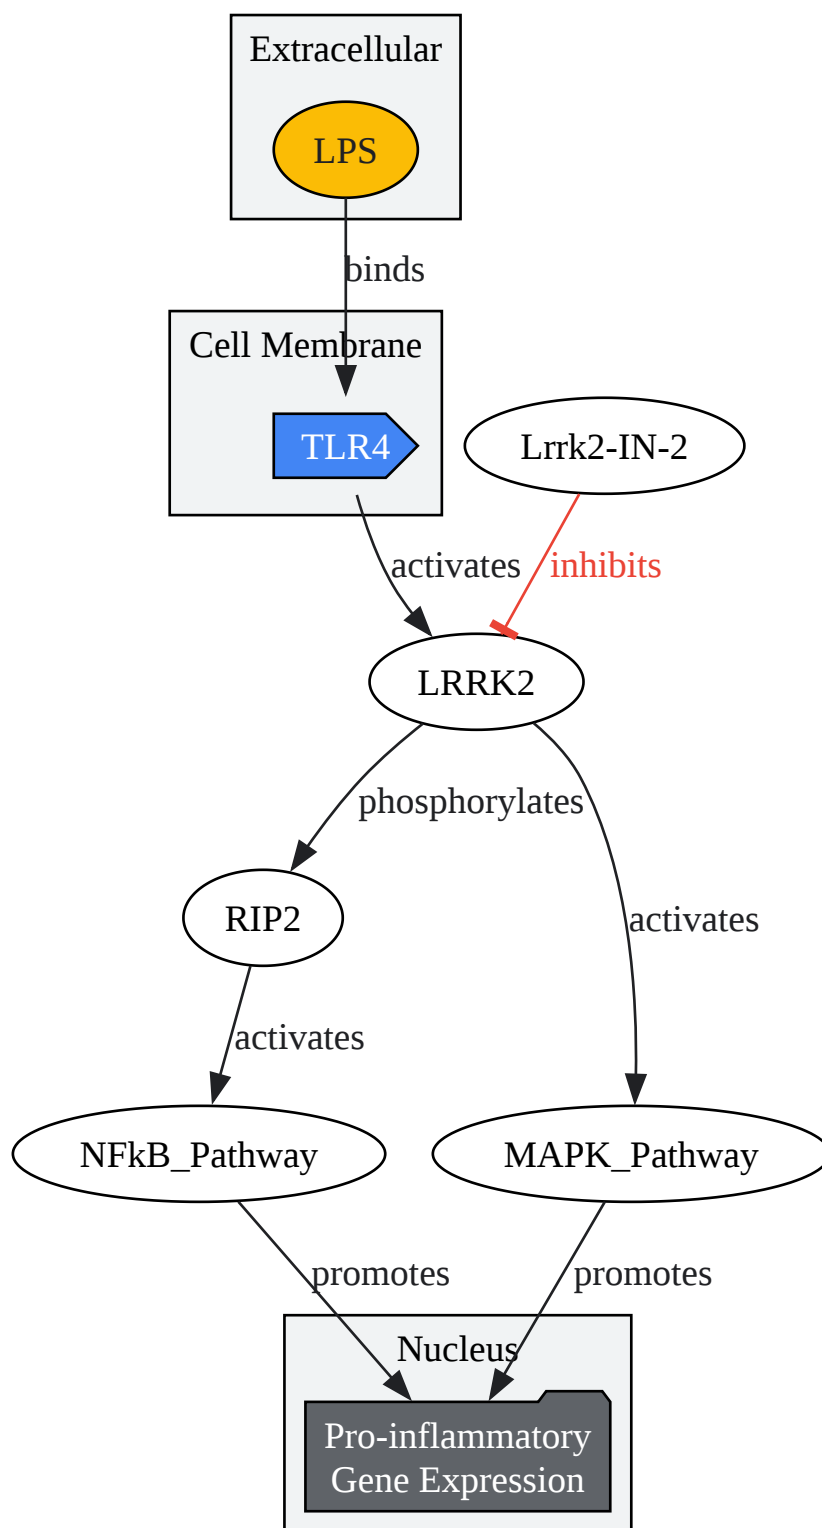 Extracellular
LPS
binds
Cell Membrane
TLR4
Lrrk2-IN-2
activates
inhibits
LRRK2
phosphorylates
RIP2
activates
activates
NFkB_Pathway
MAPK_Pathway
promotes
promotes
Nucleus
Pro-inflammatory
Gene Expression